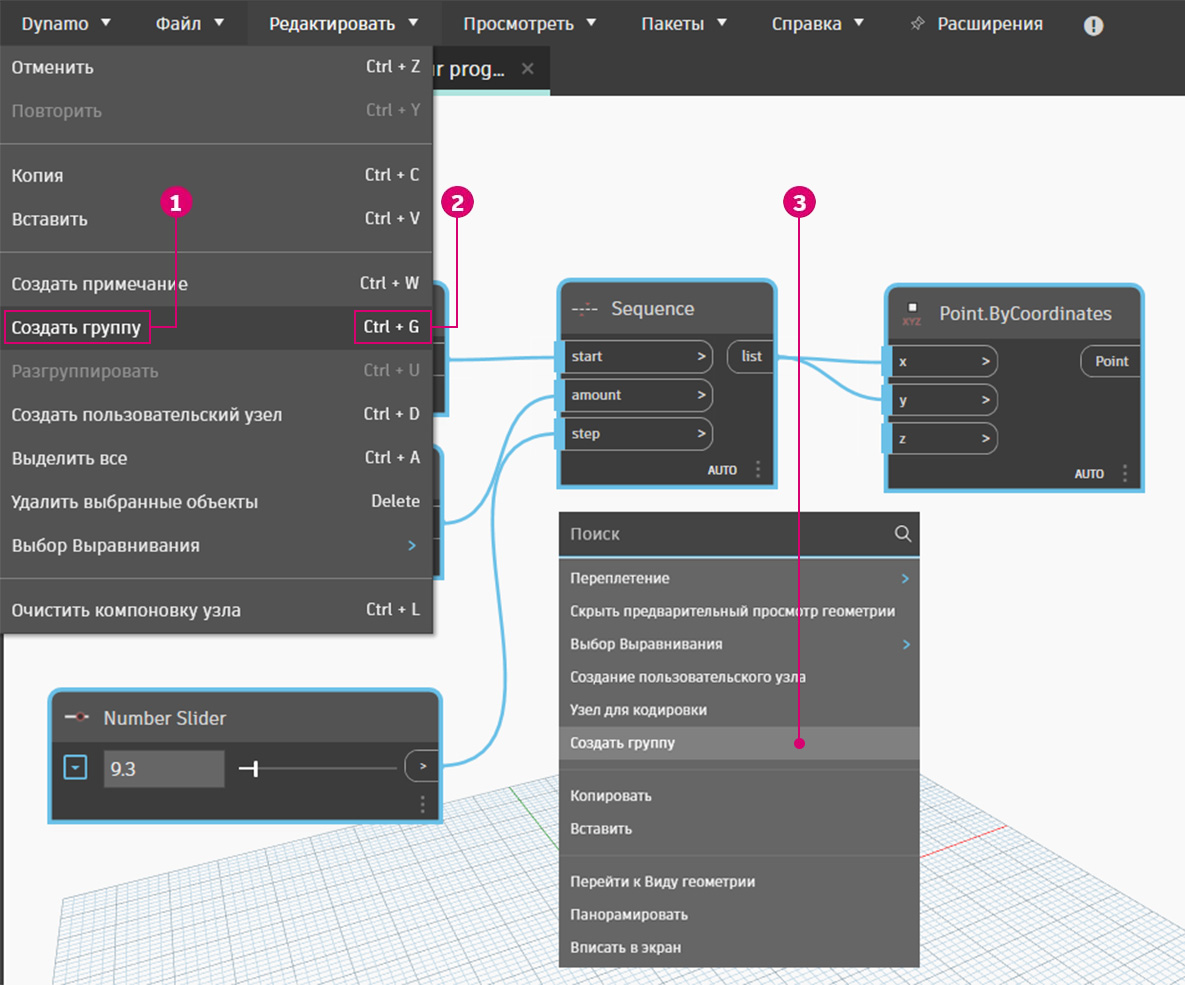 Dynamo Файл Редактировать Просмотреть Пакеты Справка Расширения
ur prog...
Отменить Ctrl + Z
Повторить Ctrl + Y
Копия Ctrl + C
Вставить Ctrl + V
Создать примечание Ctrl + W
Создать группу Ctrl + G
Разгруппировать Ctrl + U
Создать пользовательский узел Ctrl + D
Выделить все Ctrl + A
Удалить выбранные объекты Delete
Выбор Выравнивания >
Очистить компоновку узла Ctrl + L
1
2
3
Sequence
start > list
amount >
step >
AUTO
Point.ByCoordinates
x > Point
y >
z >
AUTO
Number Slider
9.3 >
Поиск
Переплетение >
Скрыть предварительный просмотр геометрии
Выбор Выравнивания >
Создание пользовательского узла
Узел для кодировки
Создать группу
Копировать
Вставить
Перейти к Виду геометрии
Панорамировать
Вписать в экран